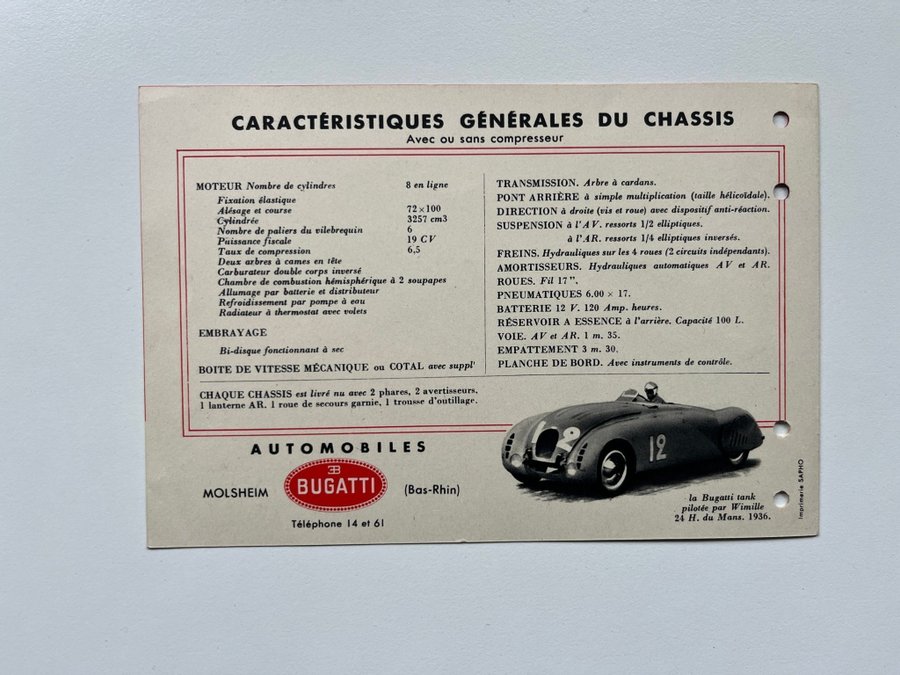 CARACTÉRISTIQUES GÉNÉRALES DU CHASSIS
Avec ou sans compresseur
MOTEUR Nombre de cylindres 8 en ligne
Fixation élastique
Alésage et course 72 × 100
Cylindrée 3257 cm3
Nombre de paliers du vilebrequin 6
Puissance fiscale 19 CV
Taux de compression 6,5
Deux arbres à cames en tête
Carburateur double corps inversé
Chambre de combustion hémisphérique à 2 soupapes
Allumage par batterie et distributeur
Refroidissement par pompe à eau
Radiateur à thermostat avec volets
EMBRAYAGE
Bi-disque fonctionnant à sec
BOITE DE VITESSE MÉCANIQUE ou COTAL avec supplt
TRANSMISSION. Arbre à cardans.
PONT ARRIÈRE à simple multiplication (taille hélicoïdale).
DIRECTION à droite (vis et roue) avec dispositif anti-réaction.
SUSPENSION à l'AV. ressorts 1/2 elliptiques.
à l'AR. ressorts 1/4 elliptiques inversés.
FREINS. Hydrauliques sur les 4 roues (2 circuits indépendants).
AMORTISSEURS. Hydrauliques automatiques AV et AR.
ROUES. Fil 17",
PNEUMATIQUES 6.00 × 17.
BATTERIE 12 V. 120 Amp. heures.
RÉSERVOIR A ESSENCE à l'arrière. Capacité 100 L.
VOIE. AV et AR. 1 m. 35.
EMPATTEMENT 3 m. 30.
PLANCHE DE BORD. Avec instruments de contrôle.
CHAQUE CHASSIS est livré nu avec 2 phares, 2 avertisseurs.
1 lanterne AR. 1 roue de secours garnie, 1 trousse d'outillage.
AUTOMOBILES
MOLSHEIM EB BUGATTI (Bas-Rhin)
Téléphone 14 et 61
12
12
la Bugatti tank
pilotée par Wimille
24 H. du Mans. 1936.
Imprimerie SAPHO